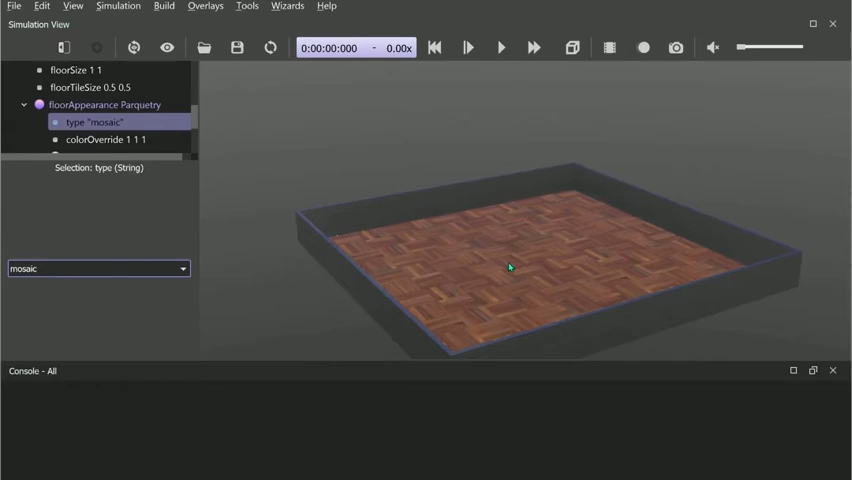 File Edit View Simulation Build Overlays Tools Wizards Help
Simulation View
0:00:00:000 - 0.00x
floorSize 1 1
floorTileSize 0.5 0.5
floorAppearance Parquetry
type "mosaic"
colorOverride 1 1 1
Selection: type (String)
mosaic
Console - All